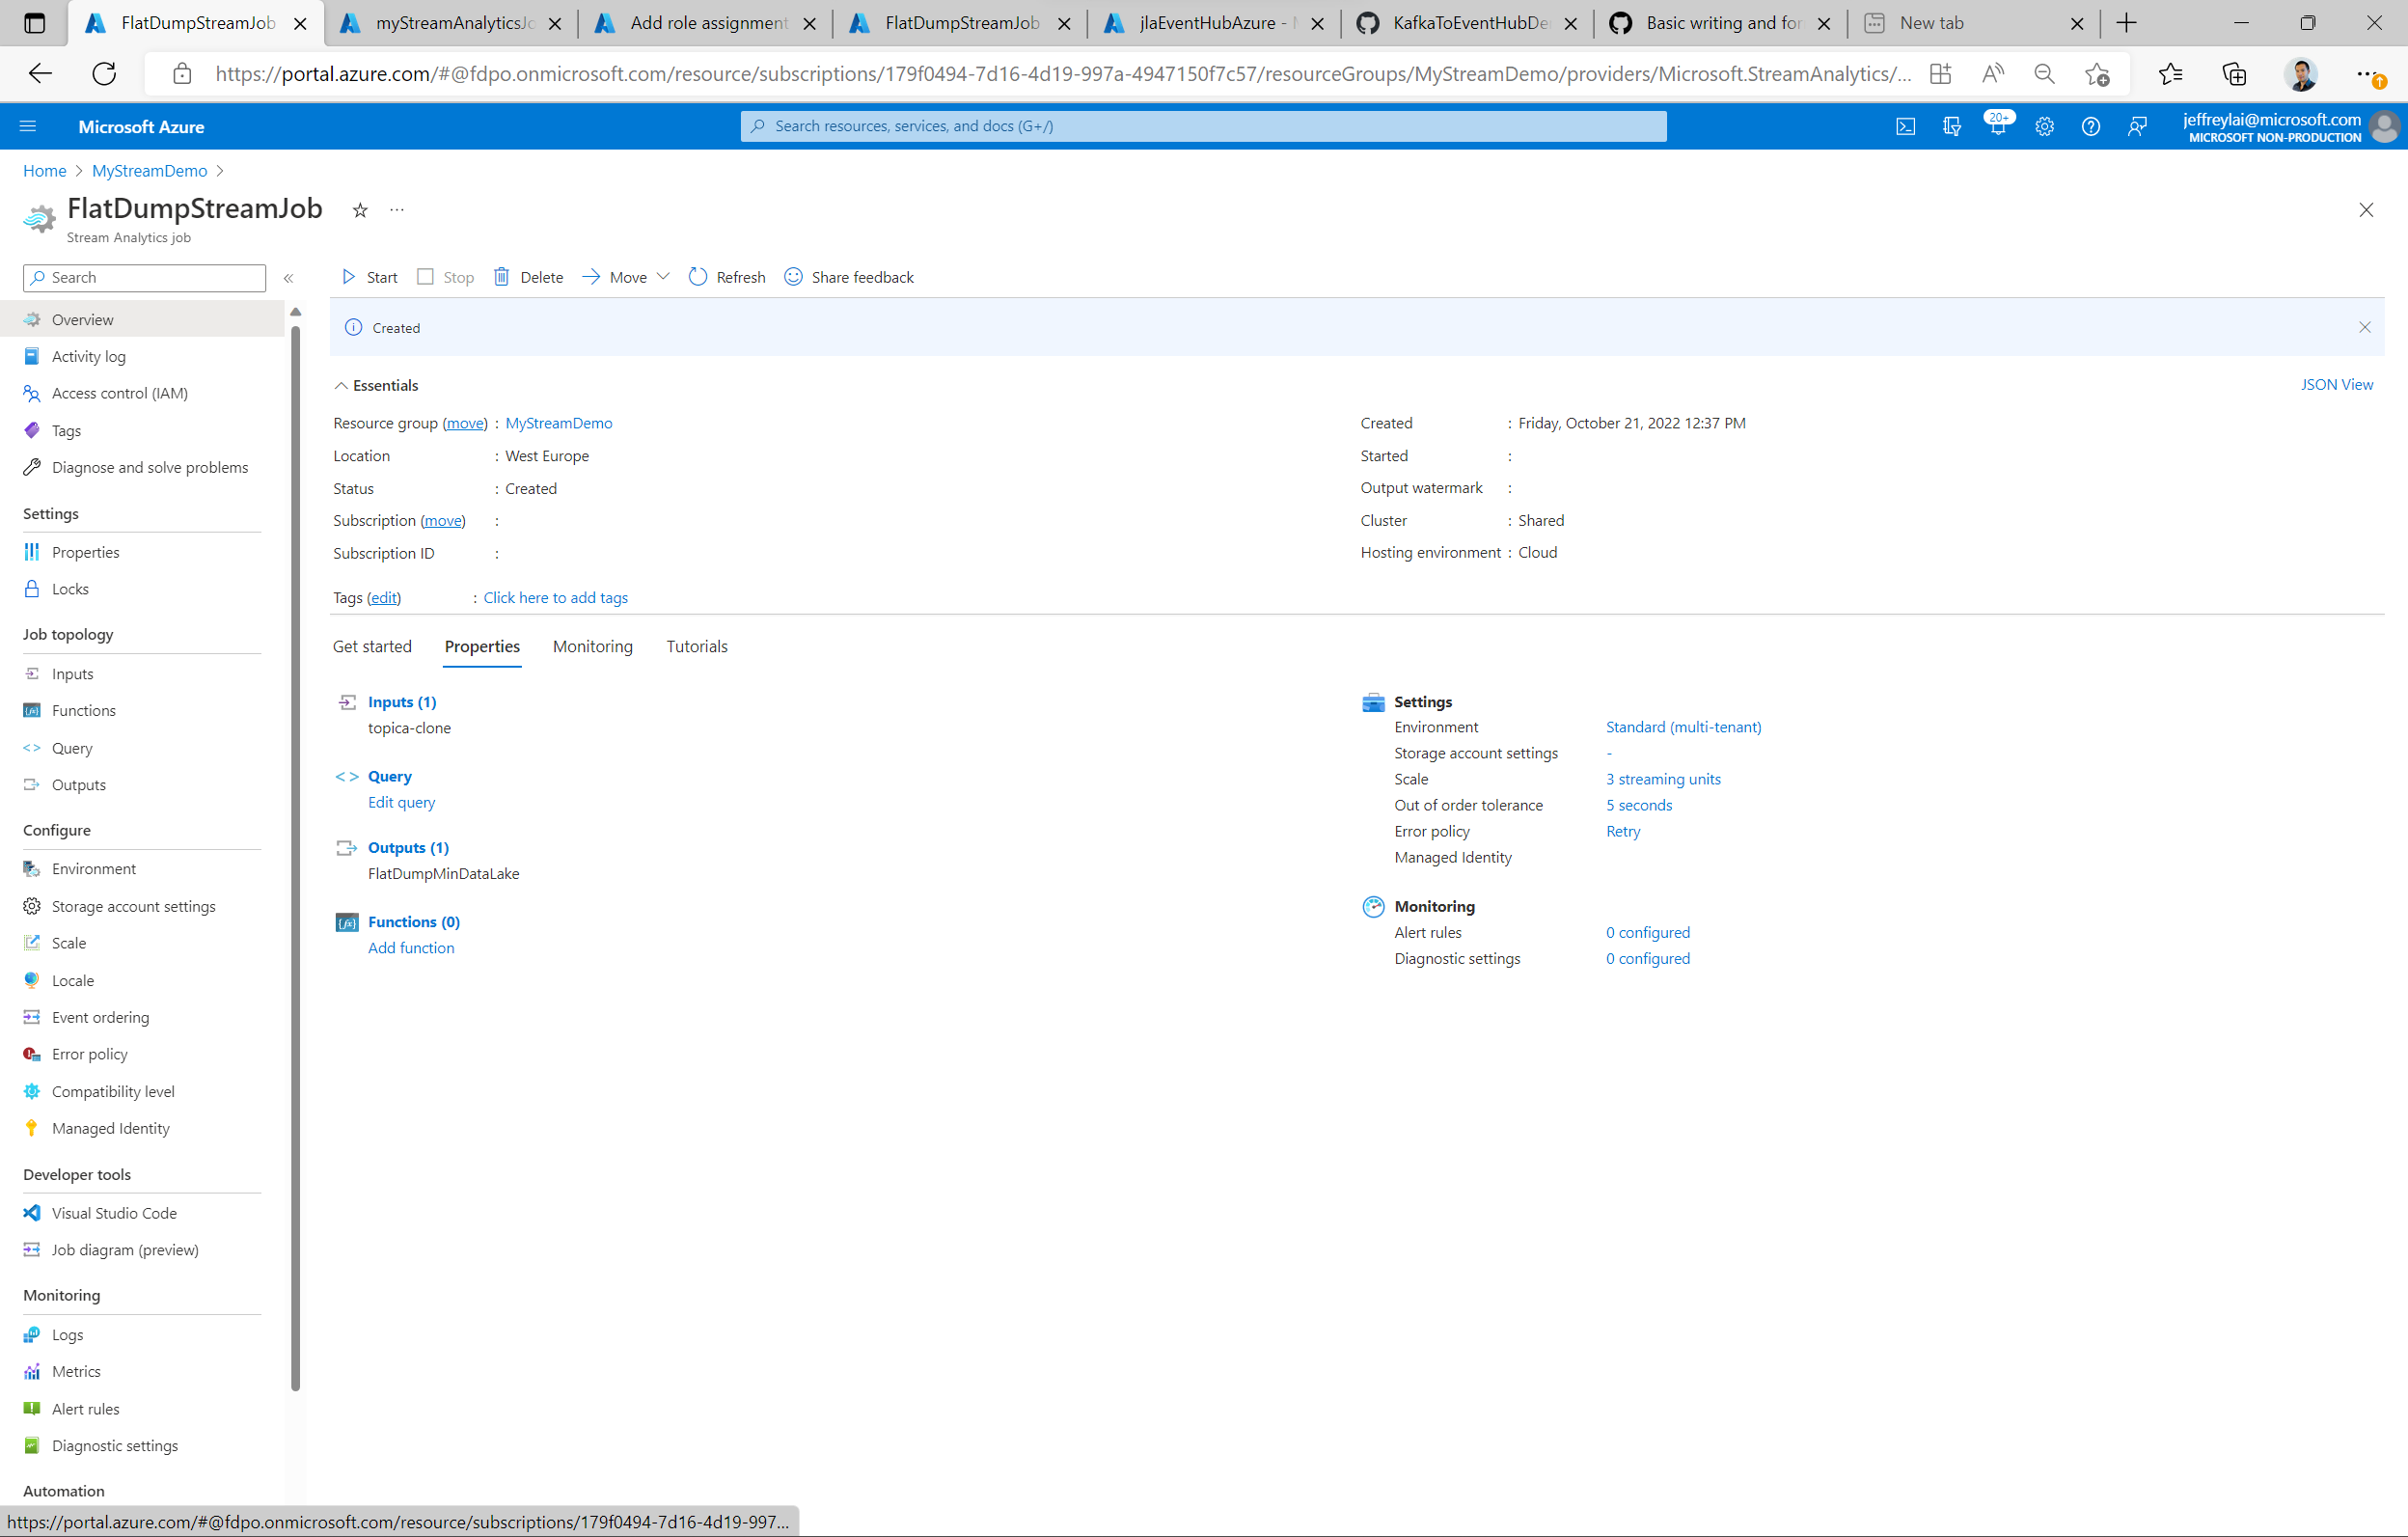 FlatDumpStreamJob
myStreamAnalyticsJo
Add role assignment
FlatDumpStreamJob
jlaEventHubAzure - M
KafkaToEventHubDe
Basic writing and for
New tab
https://portal.azure.com/#@fdpo.onmicrosoft.com/resource/subscriptions/179f0494-7d16-4d19-997a-4947150f7c57/resourceGroups/MyStreamDemo/providers/Microsoft.StreamAnalytics/...
Microsoft Azure
Search resources, services, and docs (G+/)
20+
jeffreylai@microsoft.com
MICROSOFT NON-PRODUCTION
Home > MyStreamDemo >
FlatDumpStreamJob
Stream Analytics job
Search
Start Stop Delete Move Refresh Share feedback
Overview
Activity log
Access control (IAM)
Tags
Diagnose and solve problems
Settings
Properties
Locks
Job topology
Inputs
Functions
Query
Outputs
Configure
Environment
Storage account settings
Scale
Locale
Event ordering
Error policy
Compatibility level
Managed Identity
Developer tools
Visual Studio Code
Job diagram (preview)
Monitoring
Logs
Metrics
Alert rules
Diagnostic settings
Automation
Created
Essentials
JSON View
Resource group (move) : MyStreamDemo
Location : West Europe
Status : Created
Subscription (move) :
Subscription ID :
Created : Friday, October 21, 2022 12:37 PM
Started :
Output watermark :
Cluster : Shared
Hosting environment : Cloud
Tags (edit) : Click here to add tags
Get started Properties Monitoring Tutorials
Inputs (1)
topica-clone
Query
Edit query
Outputs (1)
FlatDumpMinDataLake
Functions (0)
Add function
Settings
Environment Standard (multi-tenant)
Storage account settings -
Scale 3 streaming units
Out of order tolerance 5 seconds
Error policy Retry
Managed Identity
Monitoring
Alert rules 0 configured
Diagnostic settings 0 configured
https://portal.azure.com/#@fdpo.onmicrosoft.com/resource/subscriptions/179f0494-7d16-4d19-997...